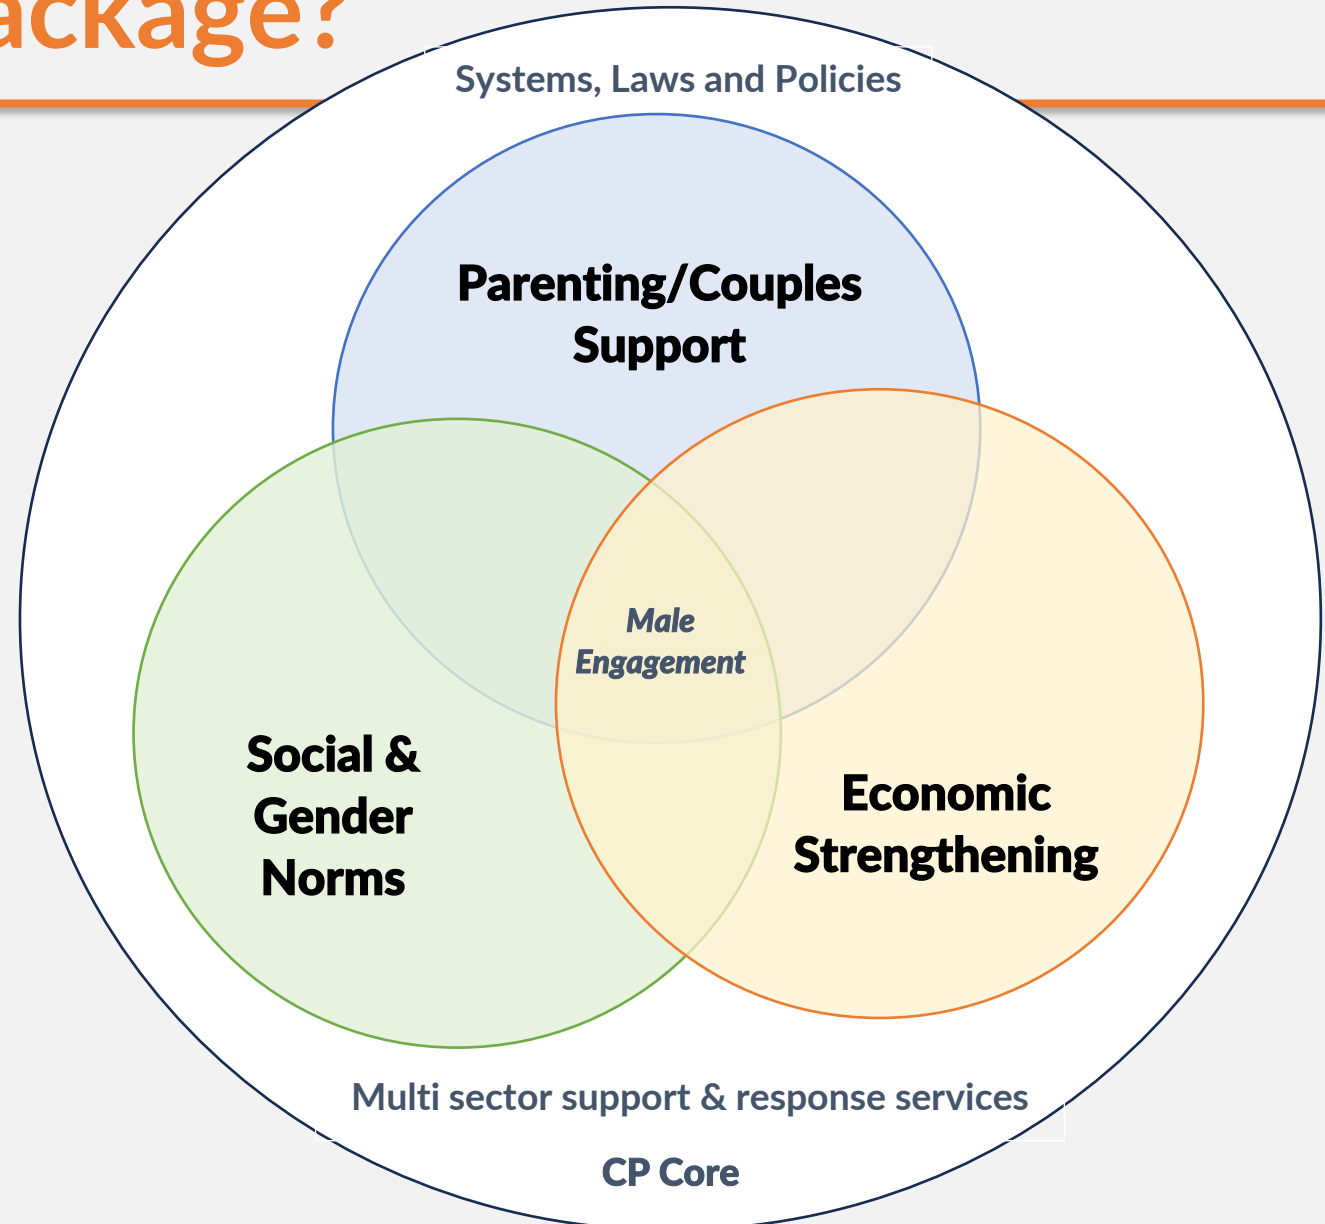 ackage?
Systems, Laws and Policies
Parenting/Couples
Support
Male
Engagement
Social &
Gender
Norms
Economic
Strengthening
Multi sector support & response services
CP Core